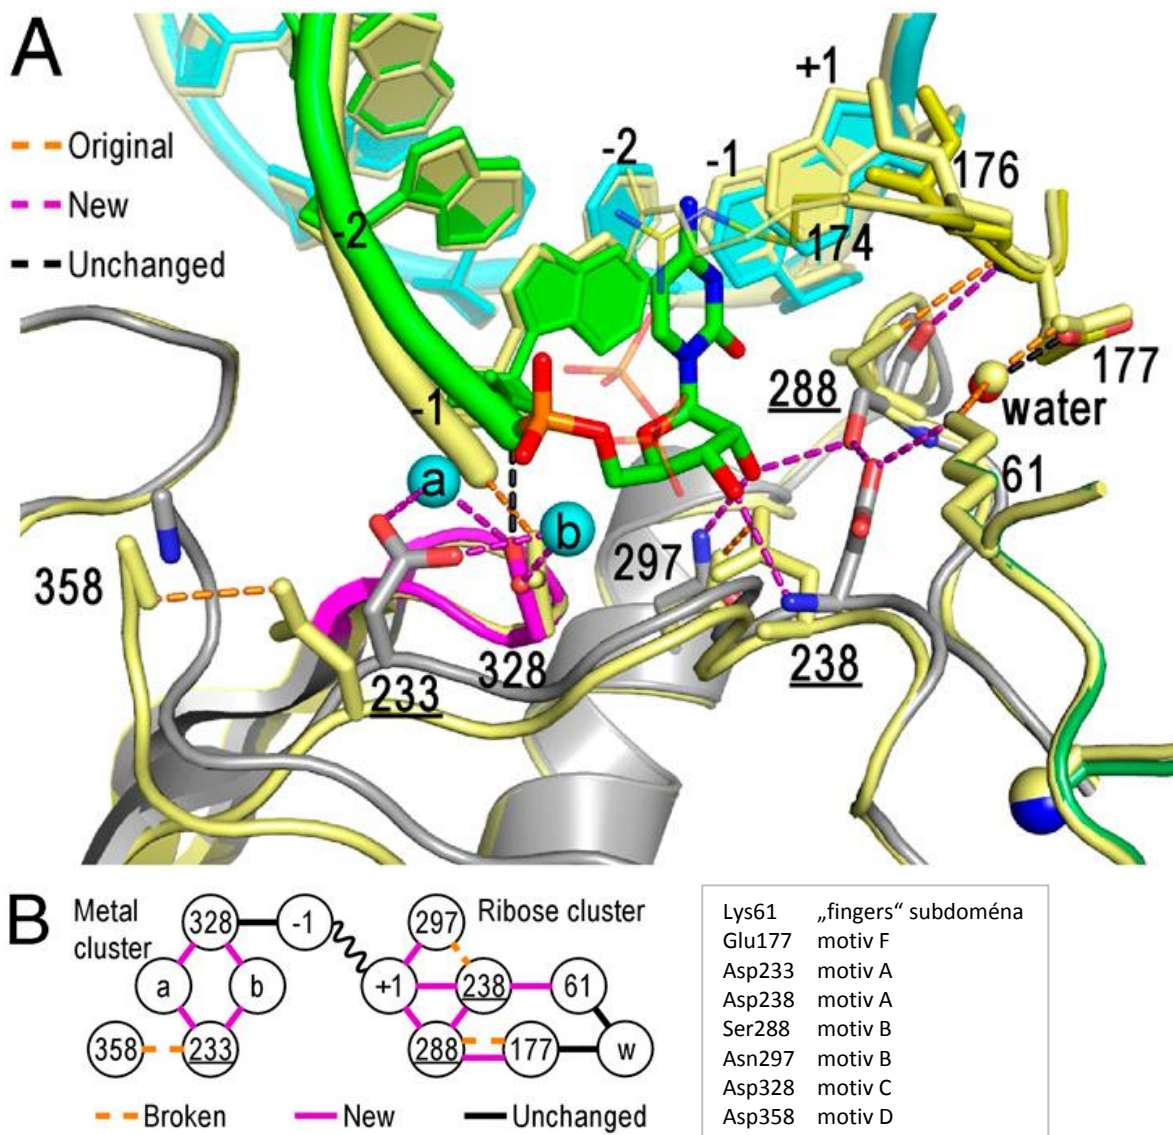 A
Original
New
Unchanged
-2
-1
+1
-2
-1
176
174
177
water
288
61
a
b
297
358
328
233
238
B
Metal
cluster
Ribose cluster
328
-1
297
a
b
+1
238
61
358
233
288
177
w
Broken
New
Unchanged
Lys61 „fingers“ subdoména
Glu177 motiv F
Asp233 motiv A
Asp238 motiv A
Ser288 motiv B
Asn297 motiv B
Asp328 motiv C
Asp358 motiv D